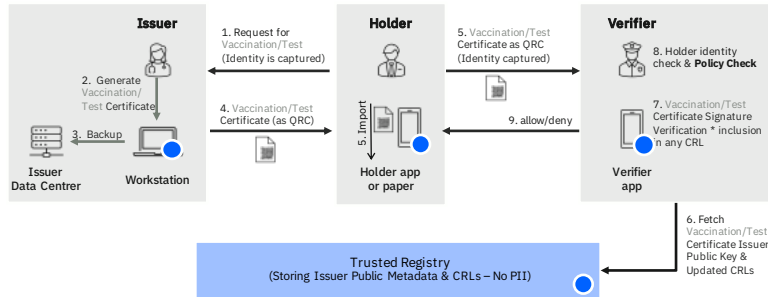 Issuer
2. Generate
Vaccination/
Test Certificate
3. Backup
Issuer
Data Centrer
Workstation
1. Request for
Vaccination/Test
(Identity is captured)
4. Vaccination/Test
Certificate (as QRC)
Holder
5. Import
Holder app
or paper
5. Vaccination/Test
Certificate as QRC
(Identity captured)
9. allow/deny
Verifier
8. Holder identity
check & Policy Check
7. Vaccination/Test
Certificate Signature
Verification * inclusion
in any CRL
Verifier
app
6. Fetch
Vaccination/Test
Certificate Issuer
Public Key &
Updated CRLs
Trusted Registry
(Storing Issuer Public Metadata & CRLs – No PII)